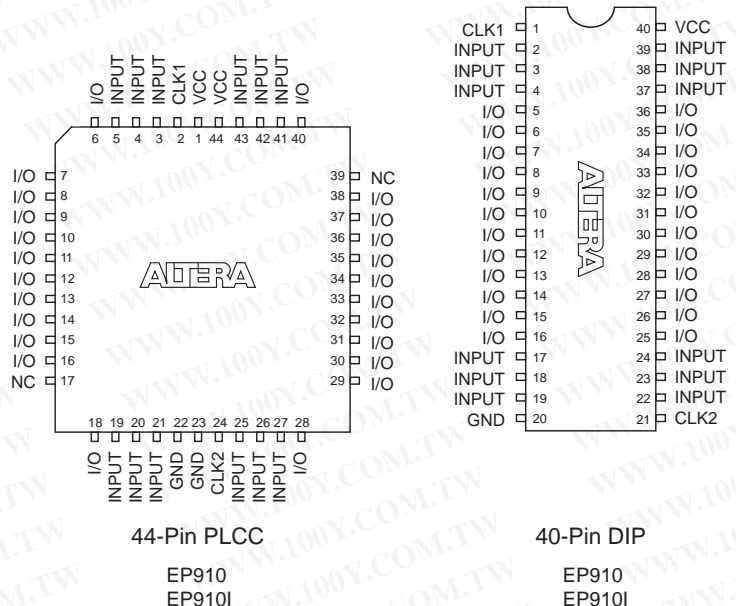 I/O INPUT INPUT INPUT CLK1 VCC VCC INPUT INPUT INPUT I/O
6 5 4 3 2 1 44 43 42 41 40
I/O 7
I/O 8
I/O 9
I/O 10
I/O 11
I/O 12
I/O 13
I/O 14
I/O 15
I/O 16
NC 17
ALTERA
39 NC
38 I/O
37 I/O
36 I/O
35 I/O
34 I/O
33 I/O
32 I/O
31 I/O
30 I/O
29 I/O
18 19 20 21 22 23 24 25 26 27 28
I/O INPUT INPUT INPUT GND GND CLK2 INPUT INPUT INPUT I/O
44-Pin PLCC
EP910
EP910I
CLK1 1
INPUT 2
INPUT 3
INPUT 4
I/O 5
I/O 6
I/O 7
I/O 8
I/O 9
I/O 10
I/O 11
I/O 12
I/O 13
I/O 14
I/O 15
I/O 16
INPUT 17
INPUT 18
INPUT 19
GND 20
ALTERA
40 VCC
39 INPUT
38 INPUT
37 INPUT
36 I/O
35 I/O
34 I/O
33 I/O
32 I/O
31 I/O
30 I/O
29 I/O
28 I/O
27 I/O
26 I/O
25 I/O
24 INPUT
23 INPUT
22 INPUT
21 CLK2
40-Pin DIP
EP910
EP910I
WWW.100Y.COM.TW